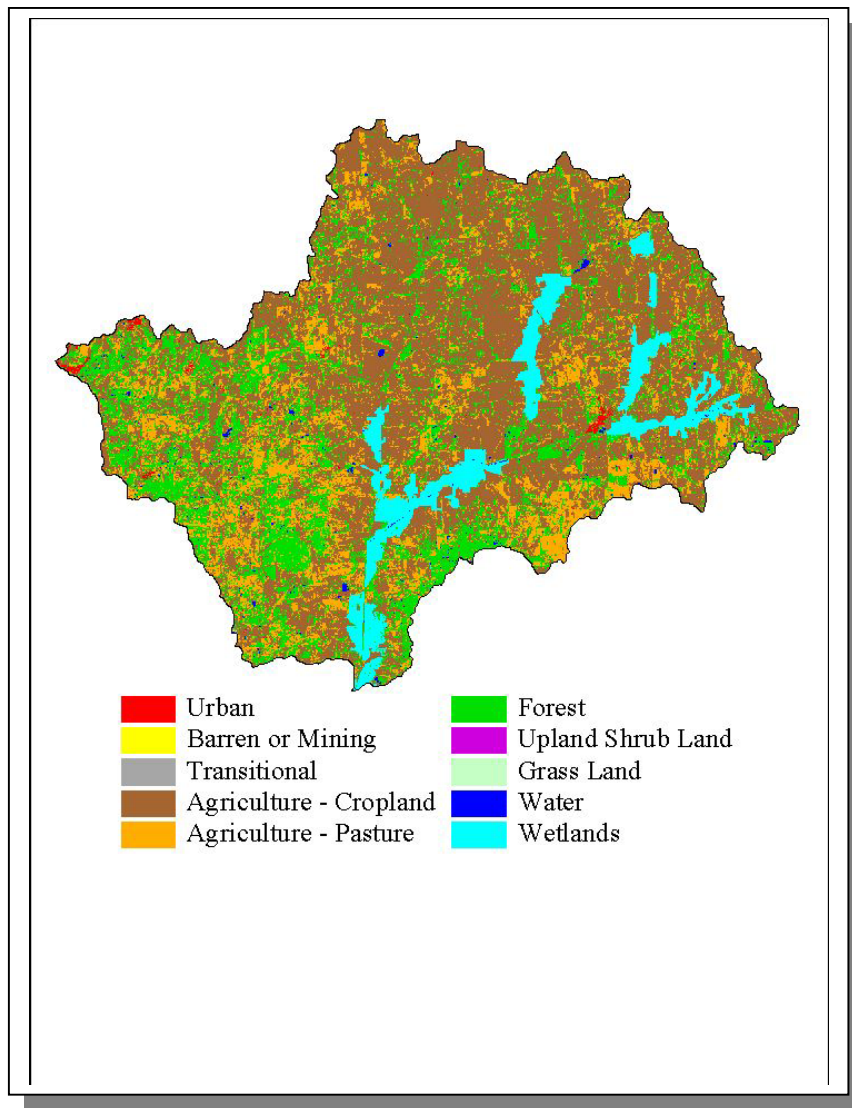 Urban
Barren or Mining
Transitional
Agriculture - Cropland
Agriculture - Pasture
Forest
Upland Shrub Land
Grass Land
Water
Wetlands